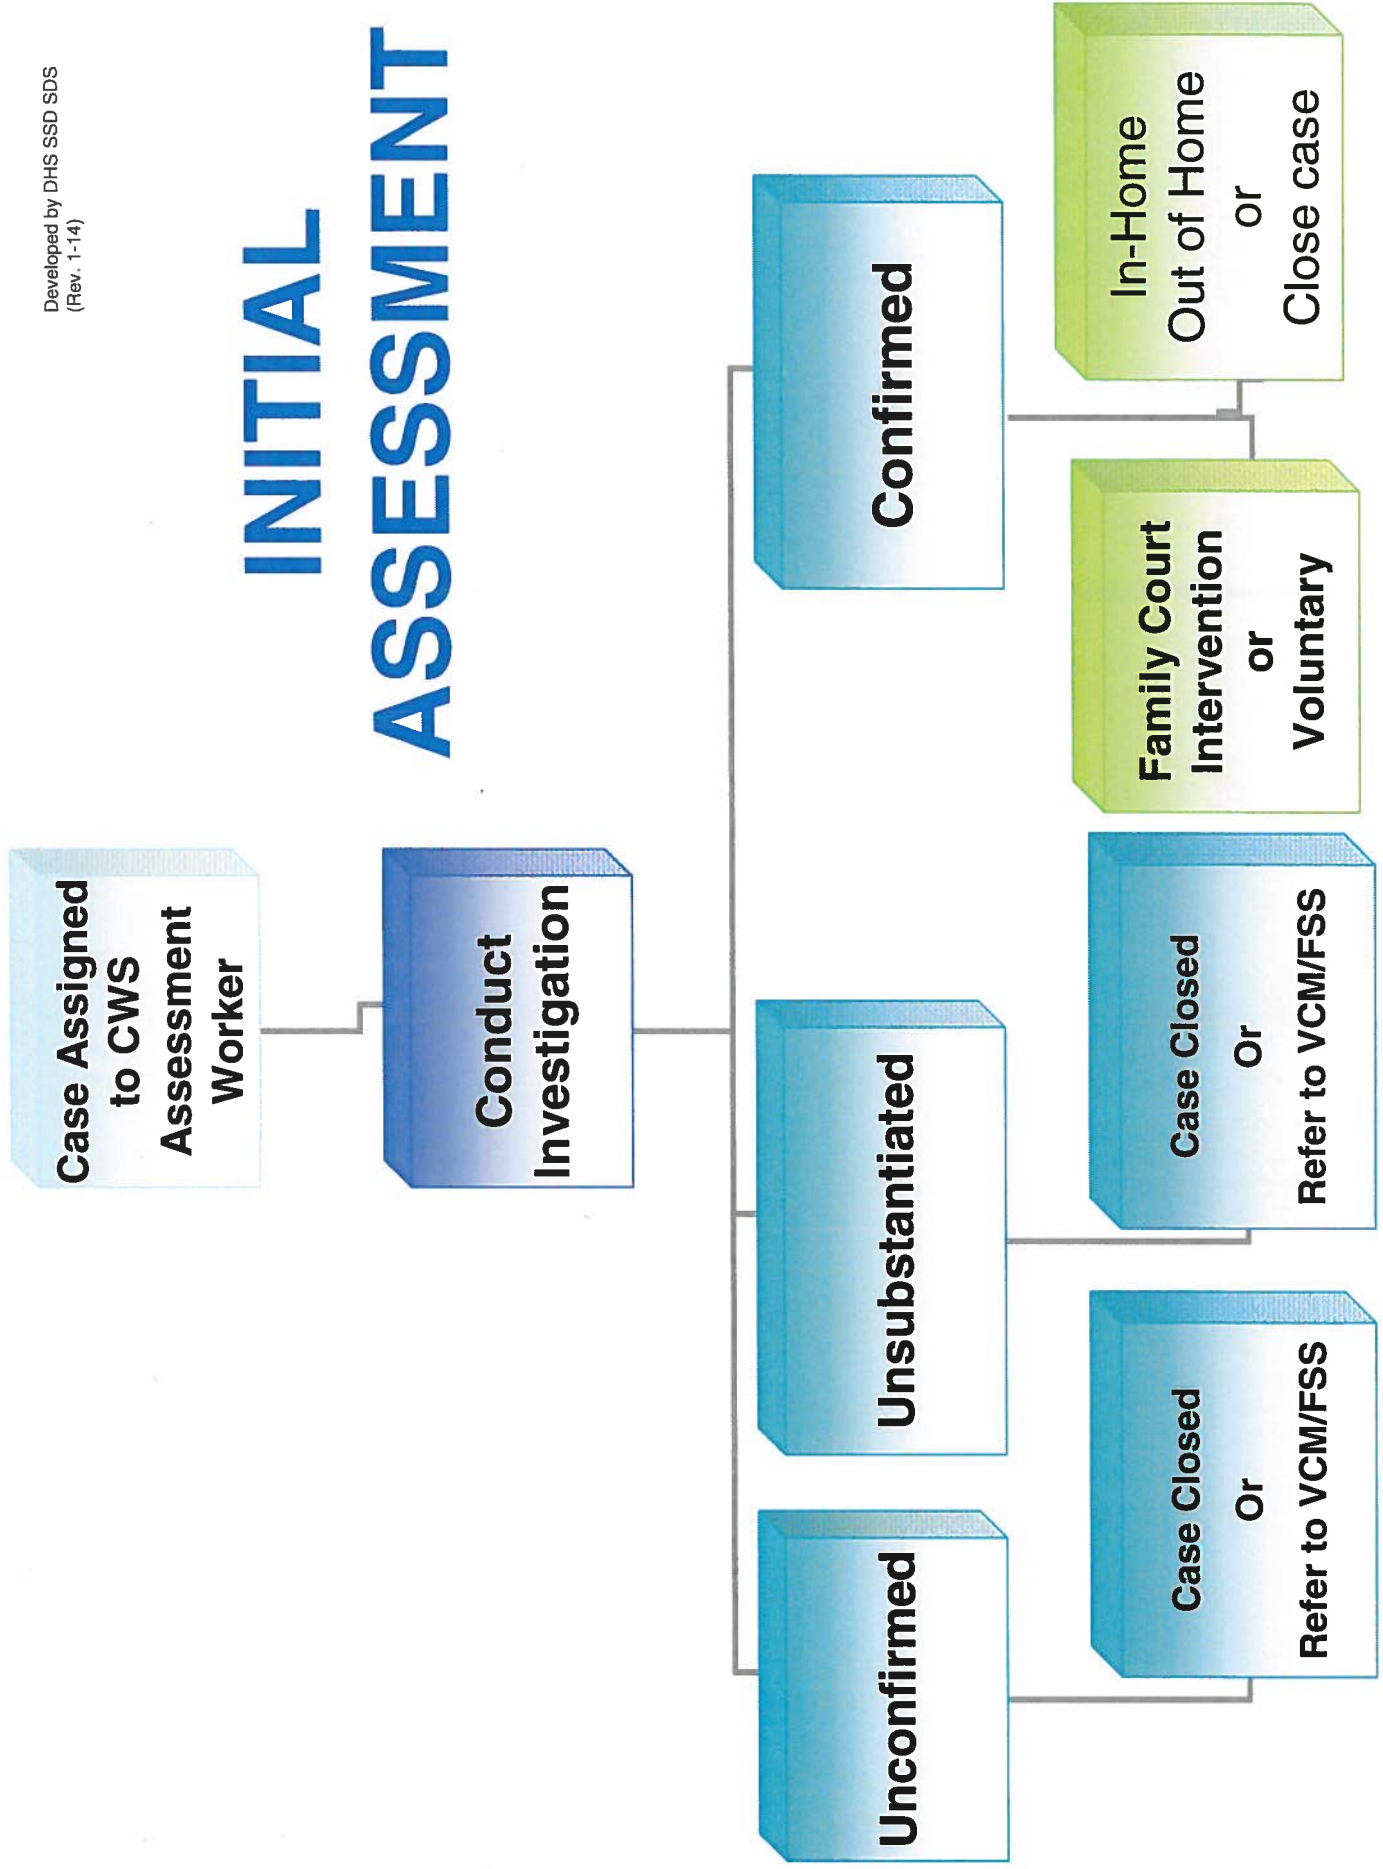 Developed by DHS SSD SDS
(Rev. 1-14)
INITIAL
ASSESSMENT
Case Assigned
to CWS
Assessment
Worker
Conduct
Investigation
Unconfirmed
Unsubstantiated
Confirmed
Case Closed
Or
Refer to VCM/FSS
Case Closed
Or
Refer to VCM/FSS
Family Court
Intervention
or
Voluntary
In-Home
Out of Home
or
Close case